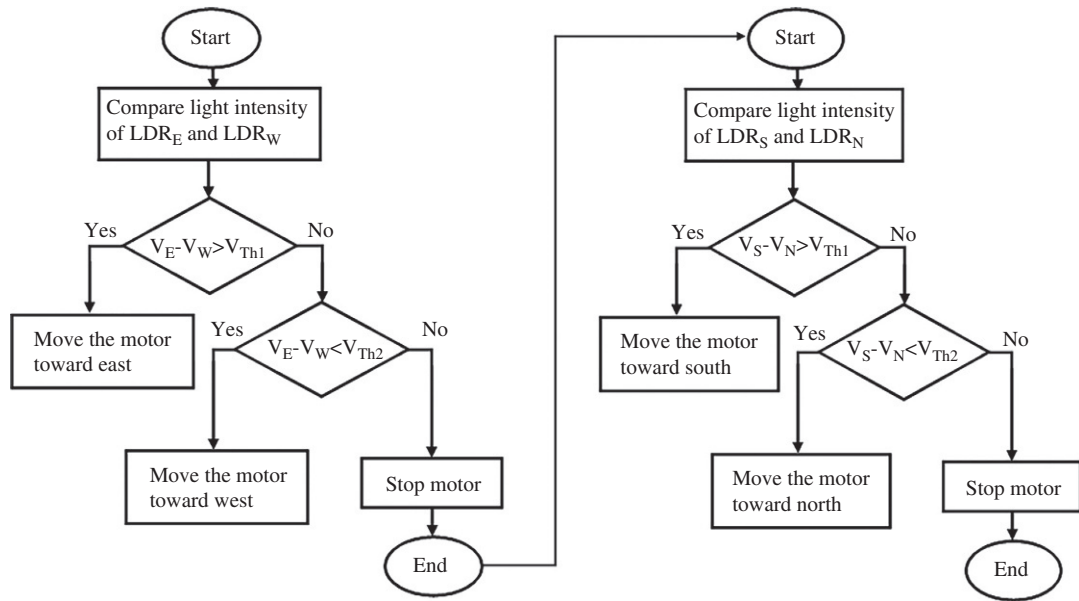 Start
Compare light intensity
of LDR_E and LDR_W
Yes
V_E-V_W>V_Th1
No
Move the motor
toward east
Yes
V_E-V_W<V_Th2
No
Move the motor
toward west
Stop motor
End
Start
Compare light intensity
of LDR_S and LDR_N
Yes
V_S-V_N>V_Th1
No
Move the motor
toward south
Yes
V_S-V_N<V_Th2
No
Move the motor
toward north
Stop motor
End